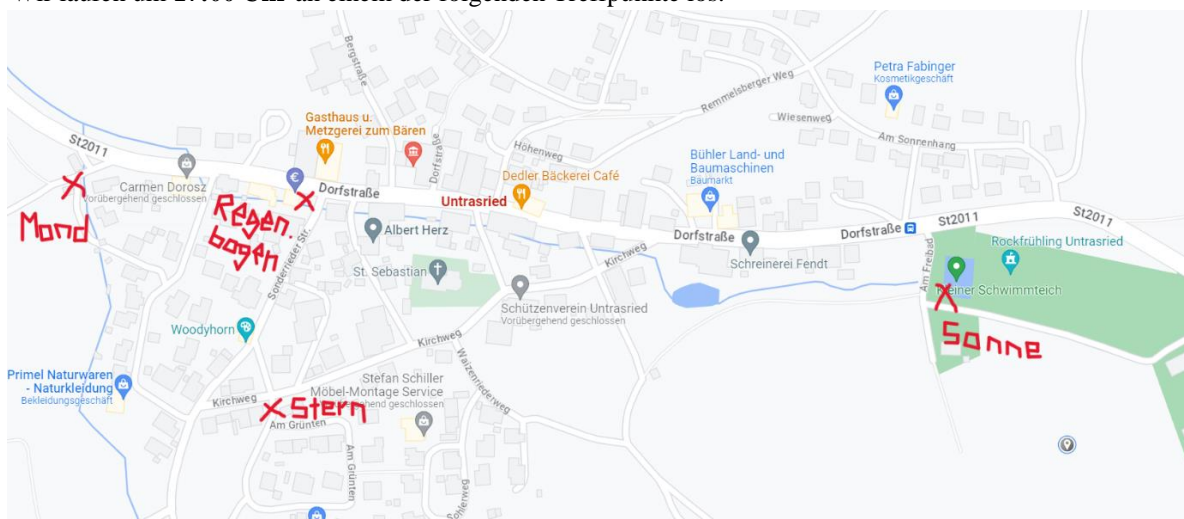 Wir laufen um 17:00 Uhr an einem der folgenden Treffpunkte los:
Bergstraße
Petra Fabinger
Kosmetikgeschäft
Remmelsberger Weg
Wiesenweg
Gasthaus u.
Metzgerei zum Bären
St2011
Am Sonnenhang
Höhenweg
Dorfstraße
Bühler Land- und
Baumaschinen
Baumarkt
Dedler Bäckerei Café
Carmen Dorosz
Vorübergehend geschlossen
Dorfstraße
Untrasried
Mond
Regen.
bogen
Sonderrieder Str.
Albert Herz
Dorfstraße
Dorfstraße
St2011
St2011
Schreinerei Fendt
Rockfrühling Untrasried
Am Freibad
Kleiner Schwimmteich
St. Sebastian
Kirchweg
Schützenverein Untrasried
Vorübergehend geschlossen
Sonne
Woodyhorn
Kirchweg
Waizenriederweg
Primel Naturwaren
- Naturkleidung
Bekleidungsgeschäft
Stefan Schiller
Möbel-Montage Service
geschlossen
Kirchweg
Stern
Am Grünten
Am Grünten